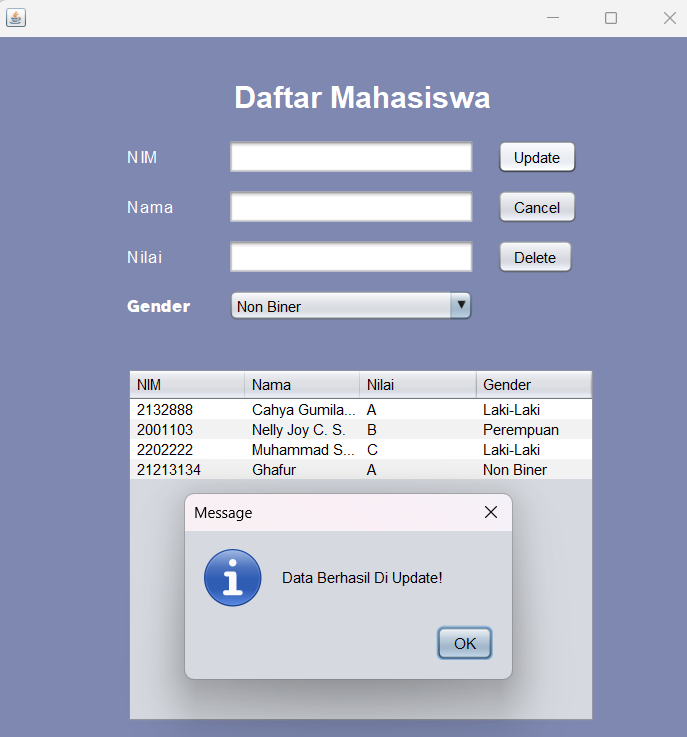 Daftar Mahasiswa
NIM
Update
Nama
Cancel
Nilai
Delete
Gender Non Biner
NIM Nama Nilai Gender
2132888 Cahya Gumila... A Laki-Laki
2001103 Nelly Joy C. S. B Perempuan
2202222 Muhammad S... C Laki-Laki
21213134 Ghafur A Non Biner
Message
Data Berhasil Di Update!
OK